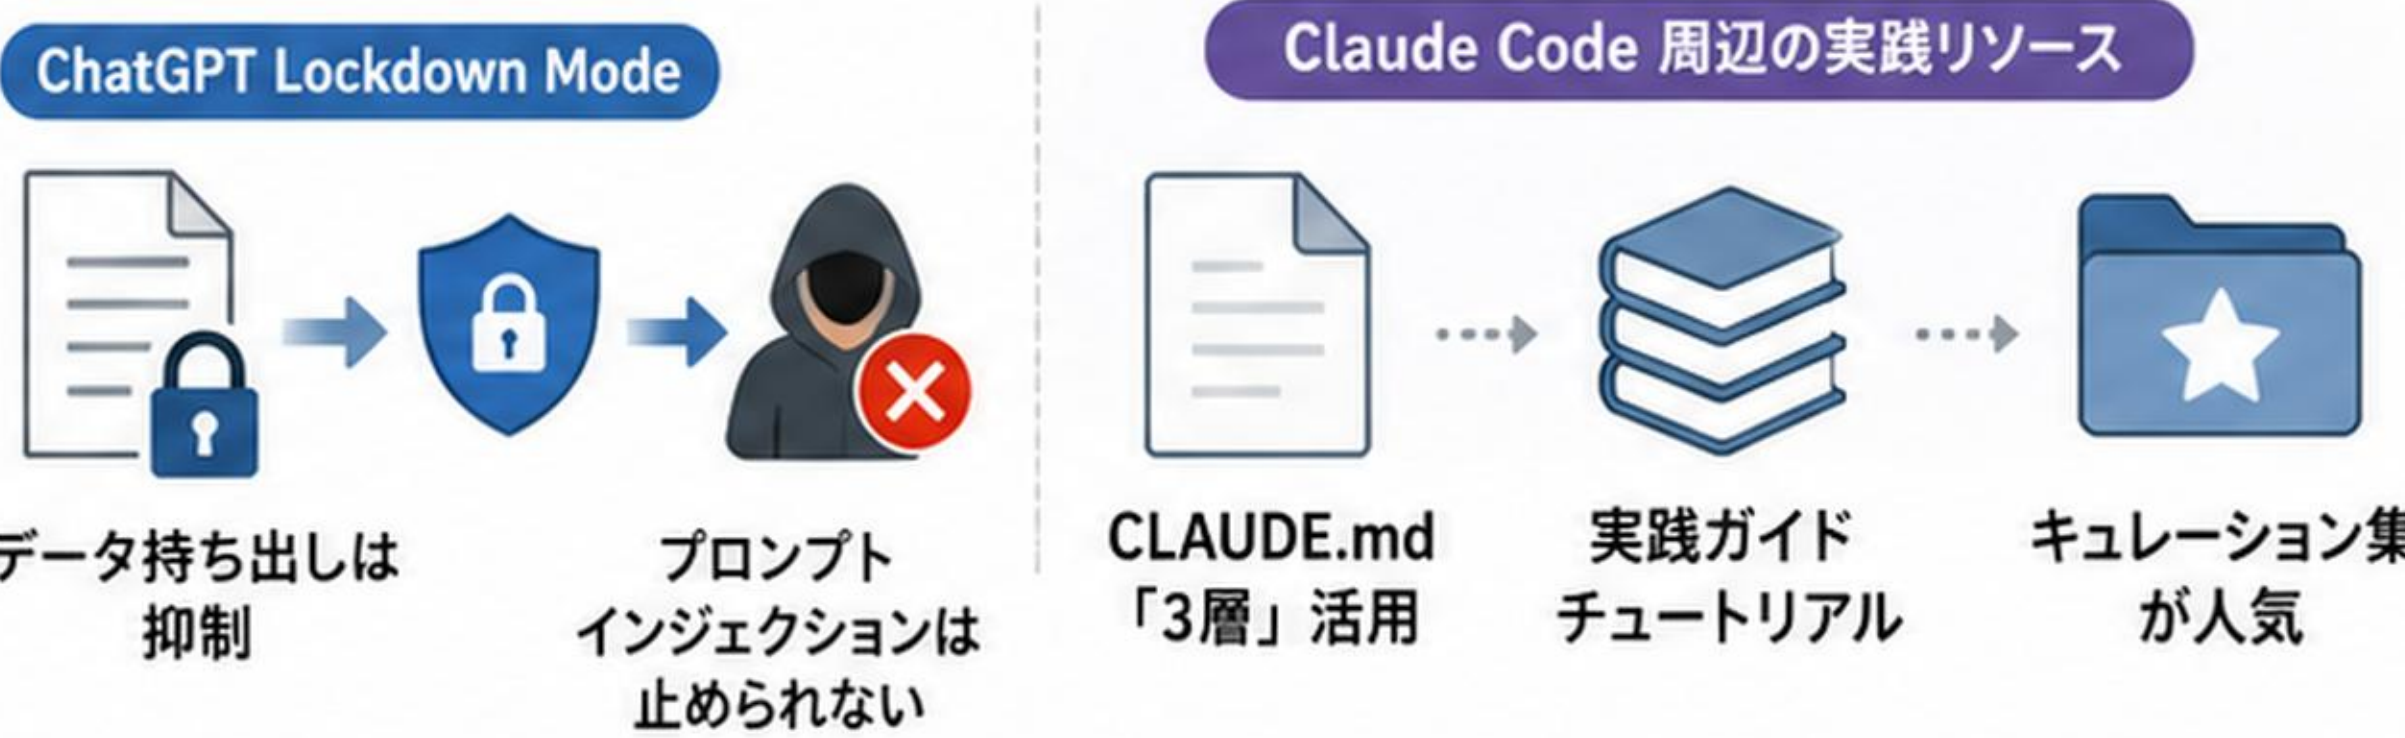 ChatGPT Lockdown Mode
データ持ち出しは
抑制
プロンプト
インジェクションは
止められない
Claude Code 周辺の実践リソース
CLAUDE.md
「3層」活用
実践ガイド
チュートリアル
キュレーション集
が人気